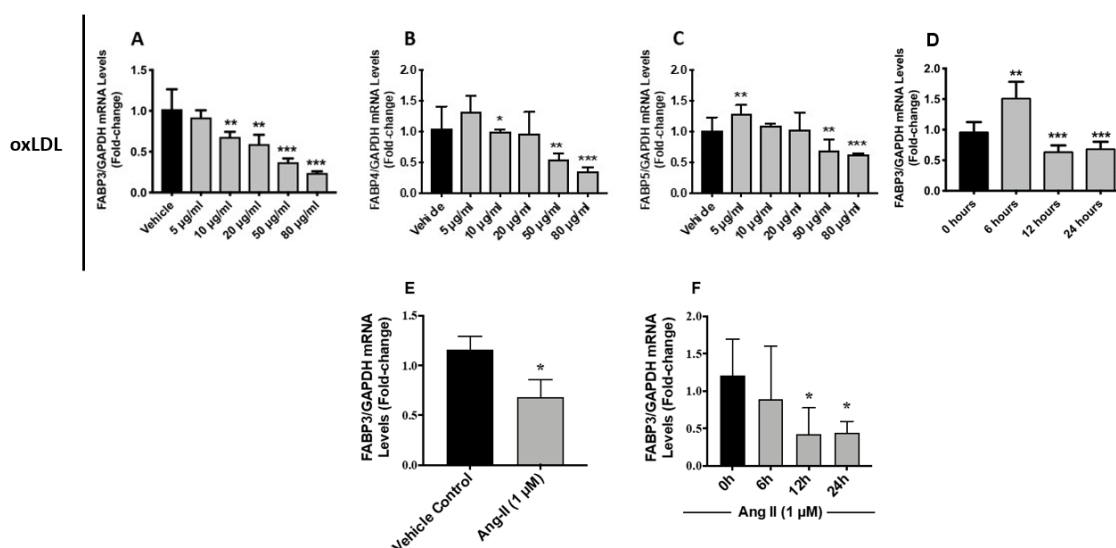 oxLDL
A
FABP3/GAPDH mRNA Levels
(Fold-change)
1.5
1.0
0.5
0.0
**
**
***
***
Vehicle
5 µg/ml
10 µg/ml
20 µg/ml
50 µg/ml
80 µg/ml
B
FABP4/GAPDH mRNA Levels
(Fold-change)
2.0
1.5
1.0
0.5
0.0
*
**
***
Vehicle
5 µg/ml
10 µg/ml
20 µg/ml
50 µg/ml
80 µg/ml
C
FABP5/GAPDH mRNA Levels
(Fold-change)
2.0
1.5
1.0
0.5
0.0
**
**
***
Vehicle
5 µg/ml
10 µg/ml
20 µg/ml
50 µg/ml
80 µg/ml
D
FABP3/GAPDH mRNA Levels
(Fold-change)
2.0
1.5
1.0
0.5
0.0
**
***
***
0 hours
6 hours
12 hours
24 hours
E
FABP3/GAPDH mRNA
Levels (Fold-change)
1.5
1.0
0.5
0.0
*
Vehicle Control
Ang-II (1 µM)
F
FABP3/GAPDH mRNA
Levels (Fold-change)
2.0
1.5
1.0
0.5
0.0
*
*
0h
6h
12h
24h
Ang II (1 µM)